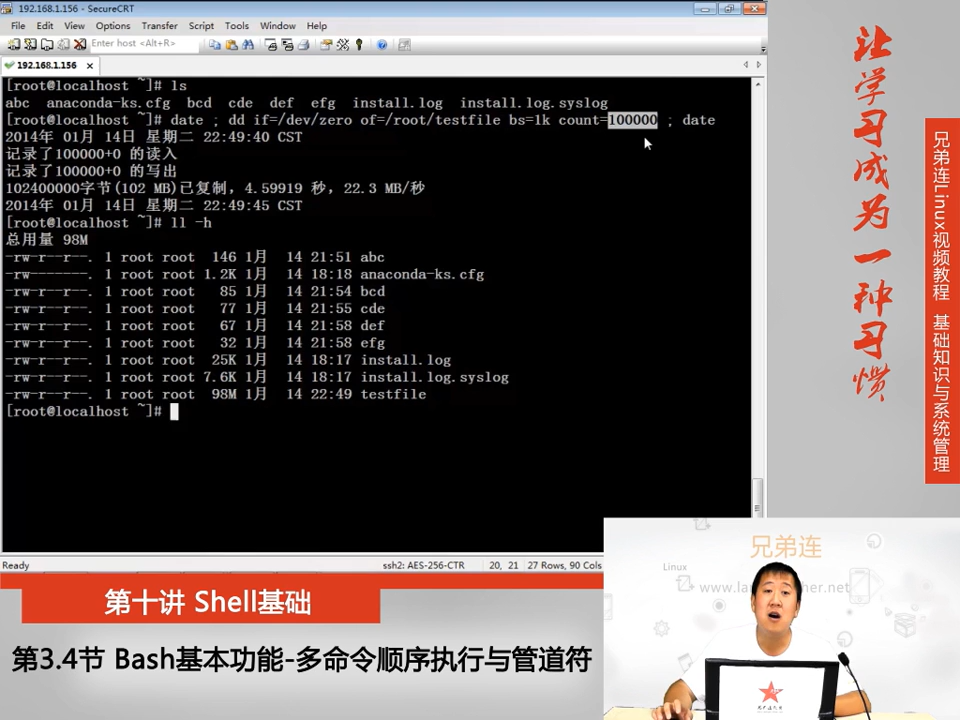 192.168.1.156 - SecureCRT
File Edit View Options Transfer Script Tools Window Help
Enter host <Alt+R>
192.168.1.156
[root@localhost ~]# ls
abc anaconda-ks.cfg bcd cde def efg install.log install.log.syslog
[root@localhost ~]# date ; dd if=/dev/zero of=/root/testfile bs=1k count=100000 ; date
2014年 01月 14日 星期二 22:49:40 CST
记录了100000+0 的读入
记录了100000+0 的写出
102400000字节(102 MB)已复制，4.59919 秒，22.3 MB/秒
2014年 01月 14日 星期二 22:49:45 CST
[root@localhost ~]# ll -h
总用量 98M
-rw-r--r--. 1 root root 146 1月 14 21:51 abc
-rw-------. 1 root root 1.2K 1月 14 18:18 anaconda-ks.cfg
-rw-r--r--. 1 root root 85 1月 14 21:54 bcd
-rw-r--r--. 1 root root 77 1月 14 21:55 cde
-rw-r--r--. 1 root root 67 1月 14 21:58 def
-rw-r--r--. 1 root root 32 1月 14 21:58 efg
-rw-r--r--. 1 root root 25K 1月 14 18:17 install.log
-rw-r--r--. 1 root root 7.6K 1月 14 18:17 install.log.syslog
-rw-r--r--. 1 root root 98M 1月 14 22:49 testfile
[root@localhost ~]#
Ready ssh2: AES-256-CTR 20, 21 27 Rows, 90 Cols
让学习成为一种习惯
兄弟连Linux视频教程 基础知识与系统管理
第十讲 Shell基础
第3.4节 Bash基本功能-多命令顺序执行与管道符
兄弟连
Linux